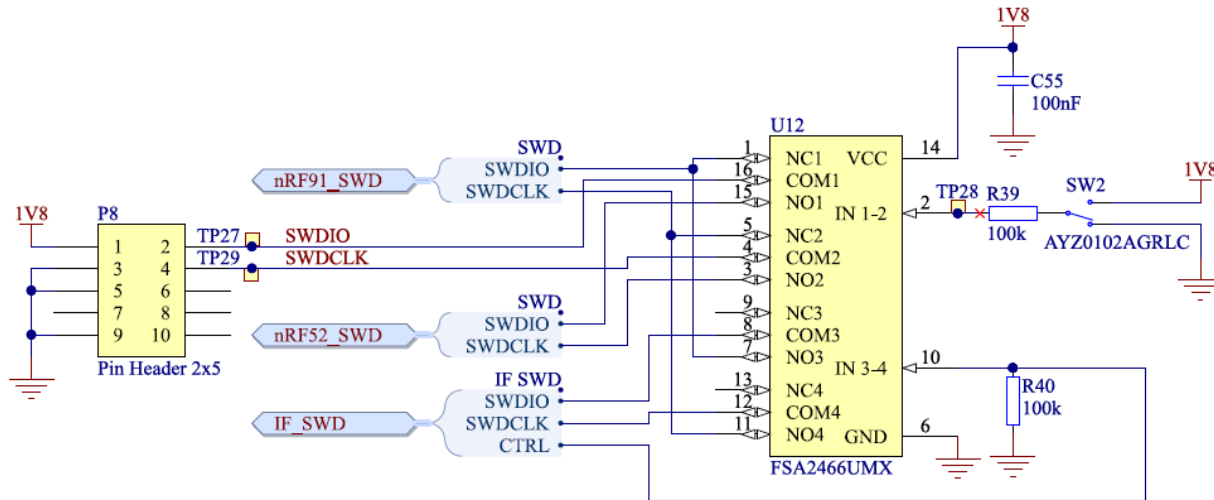 1V8
C55
100nF
U12
1 NC1 VCC 14
16 COM1
15 NO1
5 NC2 IN 1-2 2
4 COM2
3 NO2
9 NC3
8 COM3
7 NO3 IN 3-4 10
13 NC4
12 COM4
11 NO4 GND 6
FSA2466UMX
SWD
nRF91_SWD SWDIO
SWDCLK
1V8
TP28 R39 SW2
100k AYZ0102AGRLC
1V8 P8
1 2 TP27 SWDIO
3 4 TP29 SWDCLK
5 6
7 8
9 10
Pin Header 2x5
SWD
nRF52_SWD SWDIO
SWDCLK
IF SWD
IF_SWD SWDIO
SWDCLK
CTRL
R40
100k